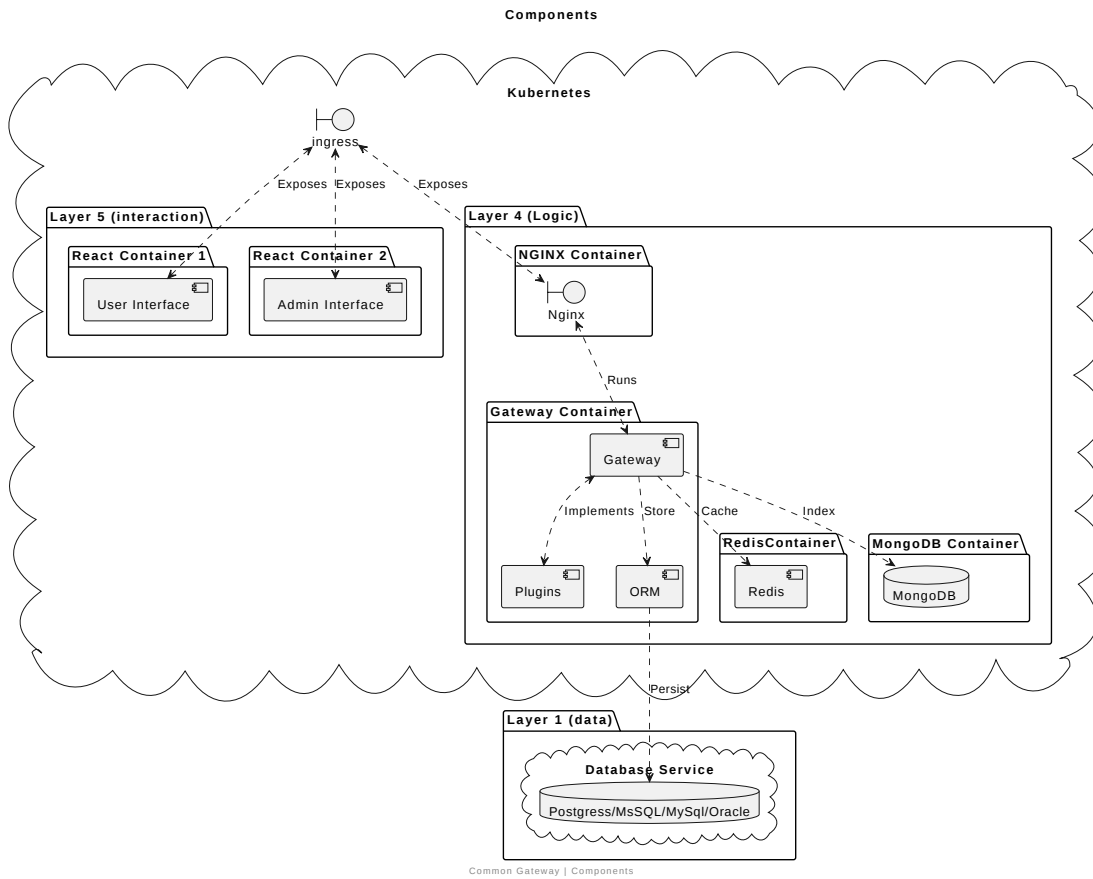 Components
Kubernetes
ingress
Exposes
Exposes
Exposes
Layer 5 (interaction)
Layer 4 (Logic)
React Container 1
React Container 2
NGINX Container
User Interface
Admin Interface
Nginx
Runs
Gateway Container
Gateway
Implements
Store
Cache
Index
RedisContainer
MongoDB Container
Plugins
ORM
Redis
MongoDB
Persist
Layer 1 (data)
Database Service
Postgress/MsSQL/MySql/Oracle
Common Gateway | Components